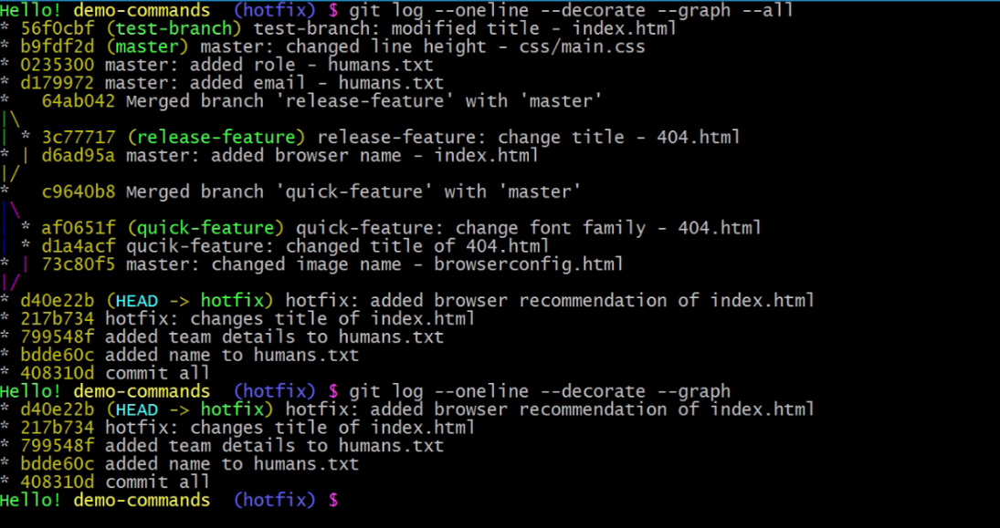 Hello! demo-commands  (hotfix) $ git log --oneline --decorate --graph --all
* 56f0cbf (test-branch) test-branch: modified title - index.html
* b9fdf2d (master) master: changed line height - css/main.css
* 0235300 master: added role - humans.txt
* d179972 master: added email - humans.txt
*   64ab042 Merged branch 'release-feature' with 'master'
|\
| * 3c77717 (release-feature) release-feature: change title - 404.html
* | d6ad95a master: added browser name - index.html
|/
*   c9640b8 Merged branch 'quick-feature' with 'master'
|\
| * af0651f (quick-feature) quick-feature: change font family - 404.html
| * d1a4acf qucik-feature: changed title of 404.html
* | 73c80f5 master: changed image name - browserconfig.html
|/
* d40e22b (HEAD -> hotfix) hotfix: added browser recommendation of index.html
* 217b734 hotfix: changes title of index.html
* 799548f added team details to humans.txt
* bdde60c added name to humans.txt
* 408310d commit all
Hello! demo-commands  (hotfix) $ git log --oneline --decorate --graph
* d40e22b (HEAD -> hotfix) hotfix: added browser recommendation of index.html
* 217b734 hotfix: changes title of index.html
* 799548f added team details to humans.txt
* bdde60c added name to humans.txt
* 408310d commit all
Hello! demo-commands  (hotfix) $